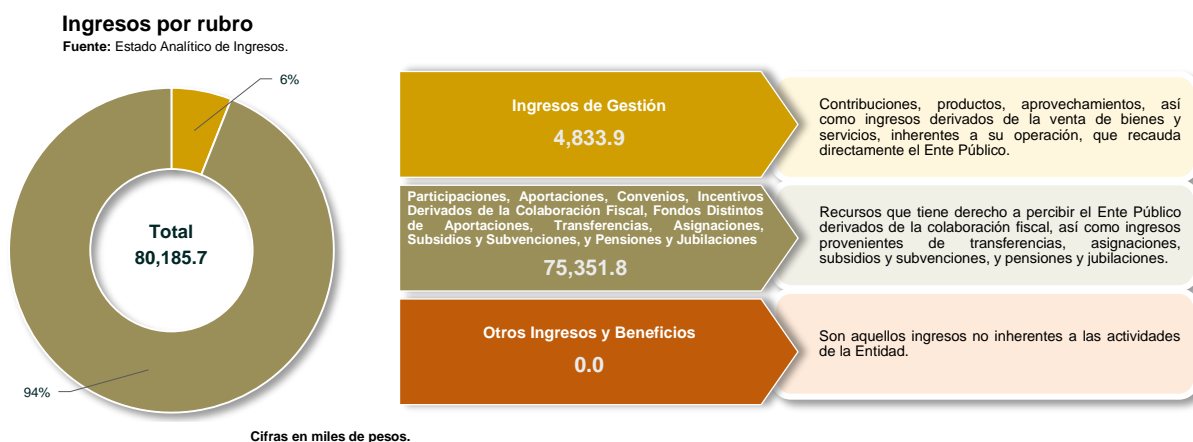 Ingresos por rubro
Fuente: Estado Analítico de Ingresos.
6%
Total
80,185.7
94%
Ingresos de Gestión
4,833.9
Contribuciones, productos, aprovechamientos, así
como ingresos derivados de la venta de bienes y
servicios, inherentes a su operación, que recauda
directamente el Ente Público.
Participaciones, Aportaciones, Convenios, Incentivos
Derivados de la Colaboración Fiscal, Fondos Distintos
de Aportaciones, Transferencias, Asignaciones,
Subsidios y Subvenciones, y Pensiones y Jubilaciones
75,351.8
Recursos que tiene derecho a percibir el Ente Público
derivados de la colaboración fiscal, así como ingresos
provenientes de transferencias, asignaciones,
subsidios y subvenciones, y pensiones y jubilaciones.
Otros Ingresos y Beneficios
0.0
Son aquellos ingresos no inherentes a las actividades
de la Entidad.
Cifras en miles de pesos.